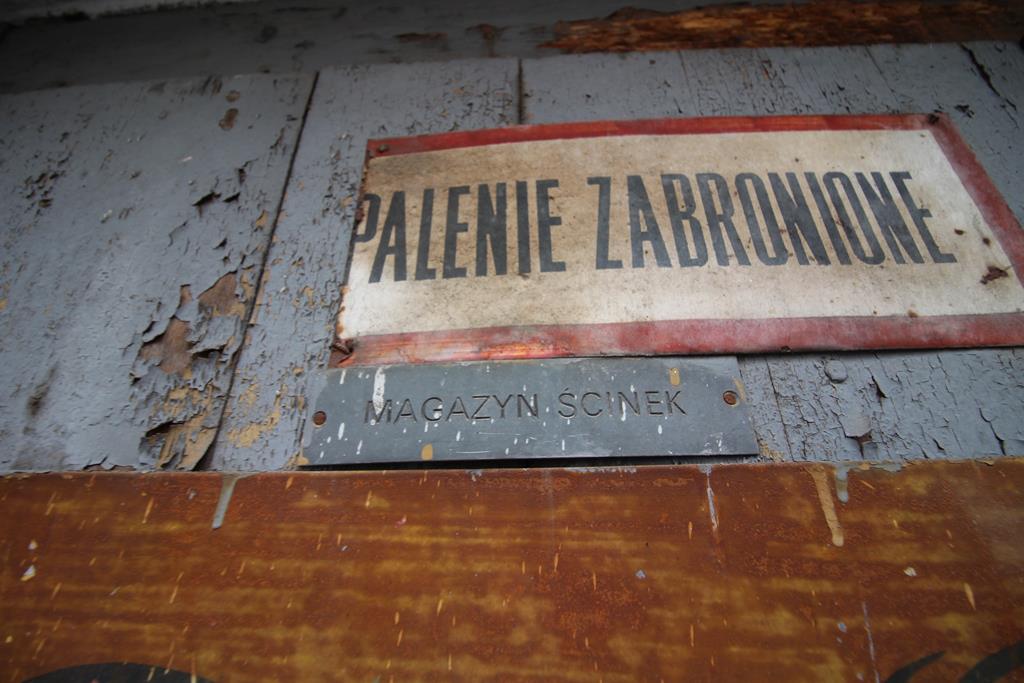 PALENIE ZABRONIONE
MAGAZYN ŚCINEK